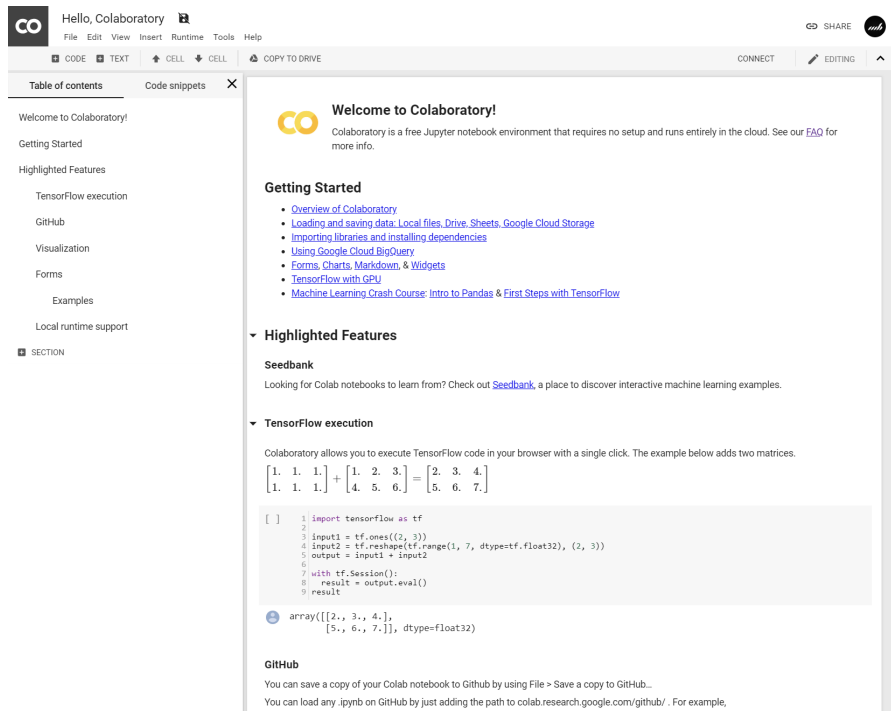 CO
Hello, Colaboratory
File Edit View Insert Runtime Tools Help
SHARE
CODE TEXT CELL CELL COPY TO DRIVE CONNECT EDITING
Table of contents Code snippets
Welcome to Colaboratory!
Getting Started
Highlighted Features
TensorFlow execution
GitHub
Visualization
Forms
Examples
Local runtime support
SECTION
CO
Welcome to Colaboratory!
Colaboratory is a free Jupyter notebook environment that requires no setup and runs entirely in the cloud. See our FAQ for
more info.
Getting Started
• Overview of Colaboratory
• Loading and saving data: Local files, Drive, Sheets, Google Cloud Storage
• Importing libraries and installing dependencies
• Using Google Cloud BigQuery
• Forms, Charts, Markdown, & Widgets
• TensorFlow with GPU
• Machine Learning Crash Course: Intro to Pandas & First Steps with TensorFlow
Highlighted Features
Seedbank
Looking for Colab notebooks to learn from? Check out Seedbank, a place to discover interactive machine learning examples.
TensorFlow execution
Colaboratory allows you to execute TensorFlow code in your browser with a single click. The example below adds two matrices.
[1. 1. 1.] + [1. 2. 3.] = [2. 3. 4.]
[1. 1. 1.] [4. 5. 6.] [5. 6. 7.]
[ ] 1 import tensorflow as tf
2
3 input1 = tf.ones((2, 3))
4 input2 = tf.reshape(tf.range(1, 7, dtype=tf.float32), (2, 3))
5 output = input1 + input2
6
7 with tf.Session():
8   result = output.eval()
9 result
array([[2., 3., 4.],
       [5., 6., 7.]], dtype=float32)
GitHub
You can save a copy of your Colab notebook to Github by using File > Save a copy to GitHub…
You can load any .ipynb on GitHub by just adding the path to colab.research.google.com/github/ . For example,